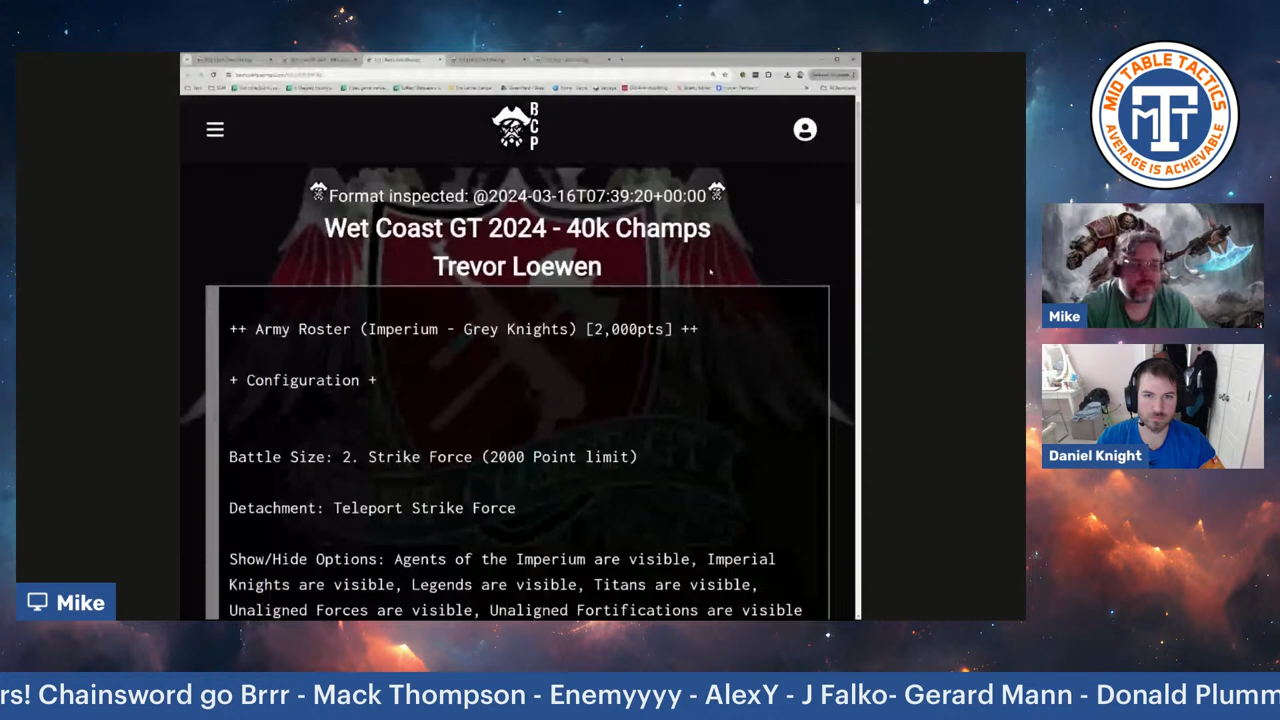 B
C
P
Format inspected: @2024-03-16T07:39:20+00:00
Wet Coast GT 2024 - 40k Champs
Trevor Loewen
++ Army Roster (Imperium - Grey Knights) [2,000pts] ++
+ Configuration +
Battle Size: 2. Strike Force (2000 Point limit)
Detachment: Teleport Strike Force
Show/Hide Options: Agents of the Imperium are visible, Imperial
Knights are visible, Legends are visible, Titans are visible,
Unaligned Forces are visible, Unaligned Fortifications are visible
Mike
MID TABLE TACTICS
MTT
AVERAGE IS ACHIEVABLE
Mike
Daniel Knight
rs! Chainsword go Brrr - Mack Thompson - Enemyyyy - AlexY - J Falko- Gerard Mann - Donald Plumm